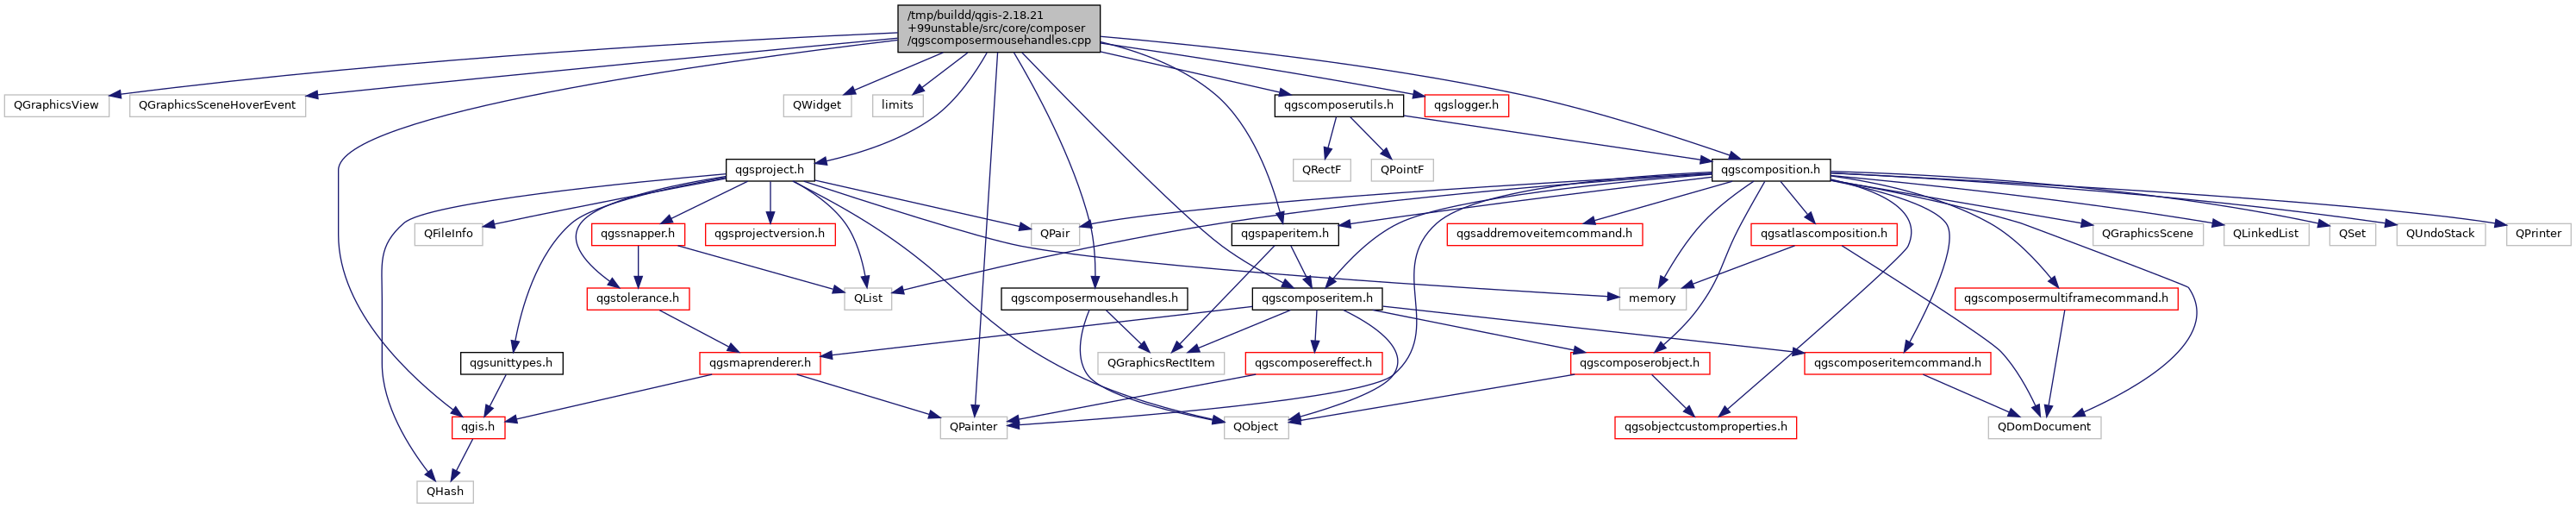 /tmp/buildd/qgis-2.18.21
+99unstable/src/core/composer
/qgscomposermousehandles.cpp
QGraphicsView
QGraphicsSceneHoverEvent
QWidget
limits
qgscomposerutils.h
qgslogger.h
qgsproject.h
QRectF
QPointF
qgscomposition.h
QFileInfo
qgssnapper.h
qgsprojectversion.h
QPair
qgspaperitem.h
qgsaddremoveitemcommand.h
qgsatlascomposition.h
QGraphicsScene
QLinkedList
QSet
QUndoStack
QPrinter
qgstolerance.h
QList
qgscomposermousehandles.h
qgscomposeritem.h
memory
qgscomposermultiframecommand.h
qgsunittypes.h
qgsmaprenderer.h
QGraphicsRectItem
qgscomposereffect.h
qgscomposerobject.h
qgscomposeritemcommand.h
qgis.h
QPainter
QObject
qgsobjectcustomproperties.h
QDomDocument
QHash